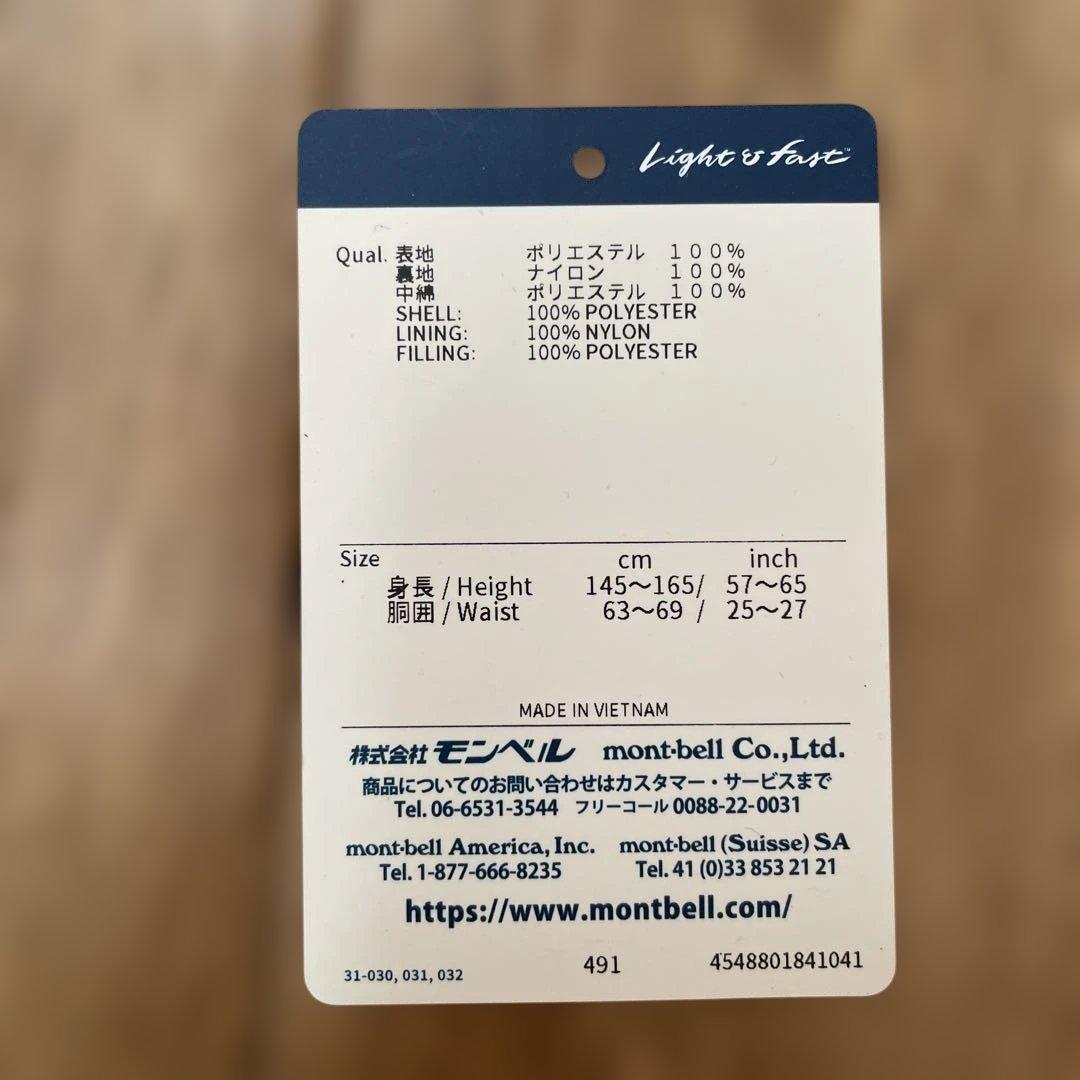 Light & Fast™
Qual. 表地 ポリエステル 100%
裏地 ナイロン 100%
中綿 ポリエステル 100%
SHELL: 100% POLYESTER
LINING: 100% NYLON
FILLING: 100% POLYESTER
Size cm inch
身長 / Height 145~165/ 57~65
胴囲 / Waist 63~69 / 25~27
MADE IN VIETNAM
株式会社モンベル mont-bell Co.,Ltd.
商品についてのお問い合わせはカスタマー・サービスまで
Tel. 06-6531-3544 フリーコール 0088-22-0031
mont-bell America, Inc. mont-bell (Suisse) SA
Tel. 1-877-666-8235 Tel. 41 (0)33 853 21 21
https://www.montbell.com/
31-030, 031, 032 491 4548801841041